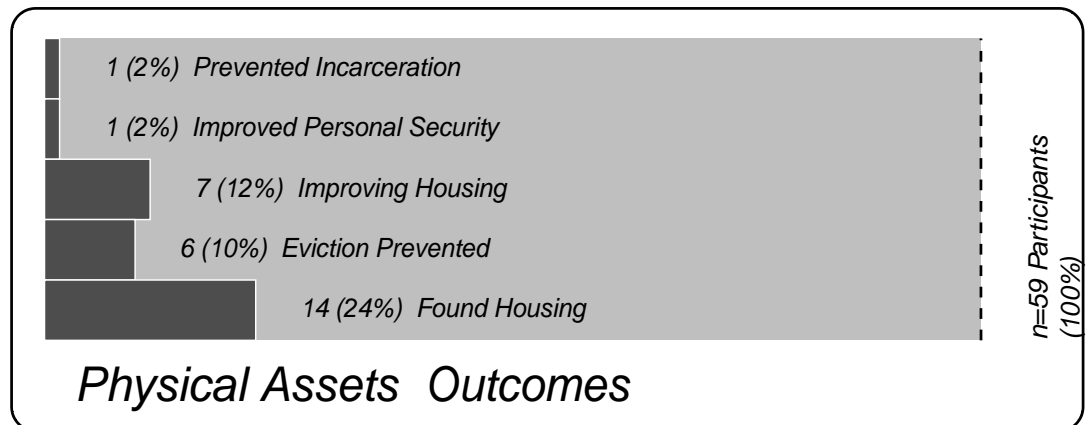 1 (2%) Prevented Incarceration
1 (2%) Improved Personal Security
7 (12%) Improving Housing
6 (10%) Eviction Prevented
14 (24%) Found Housing
n=59 Participants
(100%)
Physical Assets Outcomes